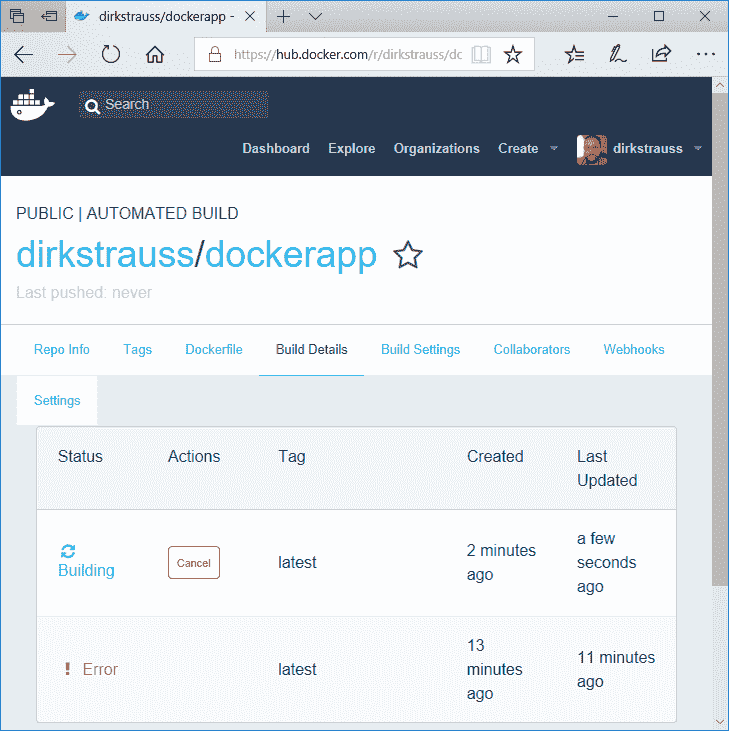 dirkstrauss/dockerapp -
https://hub.docker.com/r/dirkstrauss/dc
Search
Dashboard Explore Organizations Create dirkstrauss
PUBLIC | AUTOMATED BUILD
dirkstrauss/dockerapp
Last pushed: never
Repo Info Tags Dockerfile Build Details Build Settings Collaborators Webhooks
Settings
Status Actions Tag Created Last
Updated
Building Cancel latest 2 minutes
ago a few
seconds
ago
Error latest 13
minutes
ago 11 minutes
ago